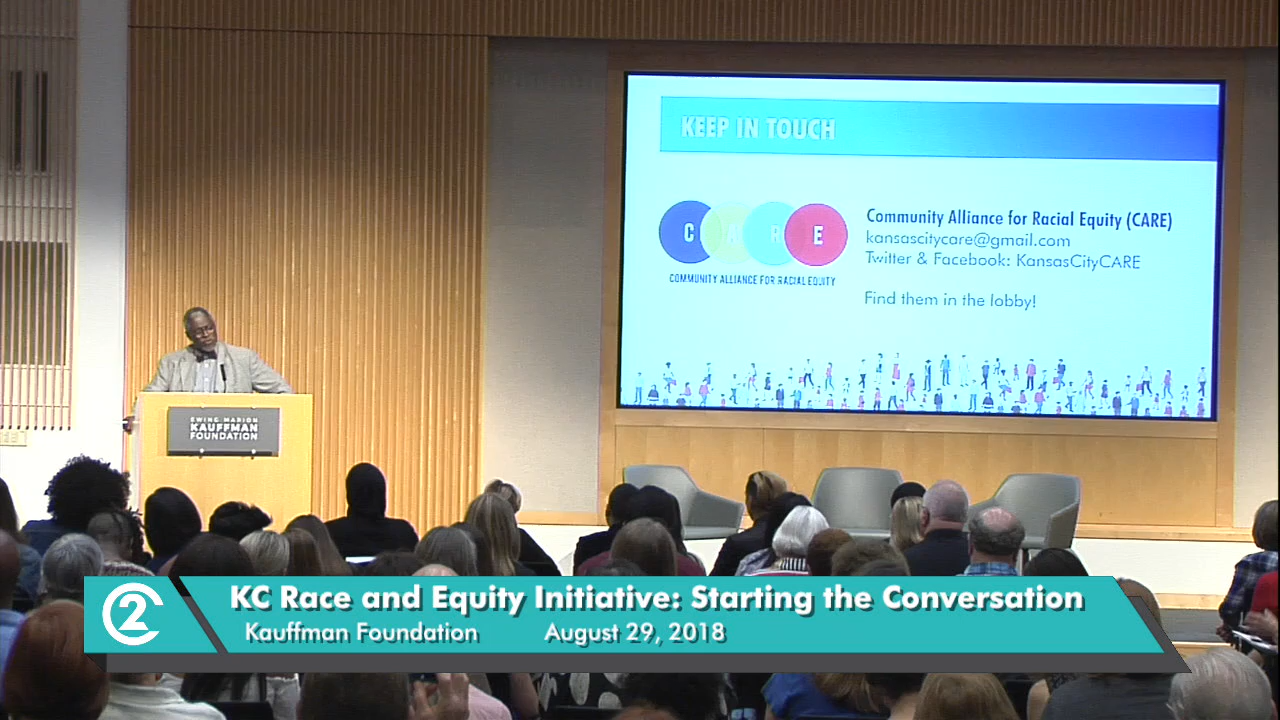 KEEP IN TOUCH
C A R E
COMMUNITY ALLIANCE FOR RACIAL EQUITY
Community Alliance for Racial Equity (CARE)
kansascitycare@gmail.com
Twitter & Facebook: KansasCityCARE
Find them in the lobby!
EWING MARION
KAUFFMAN
FOUNDATION
2
KC Race and Equity Initiative: Starting the Conversation
Kauffman Foundation August 29, 2018